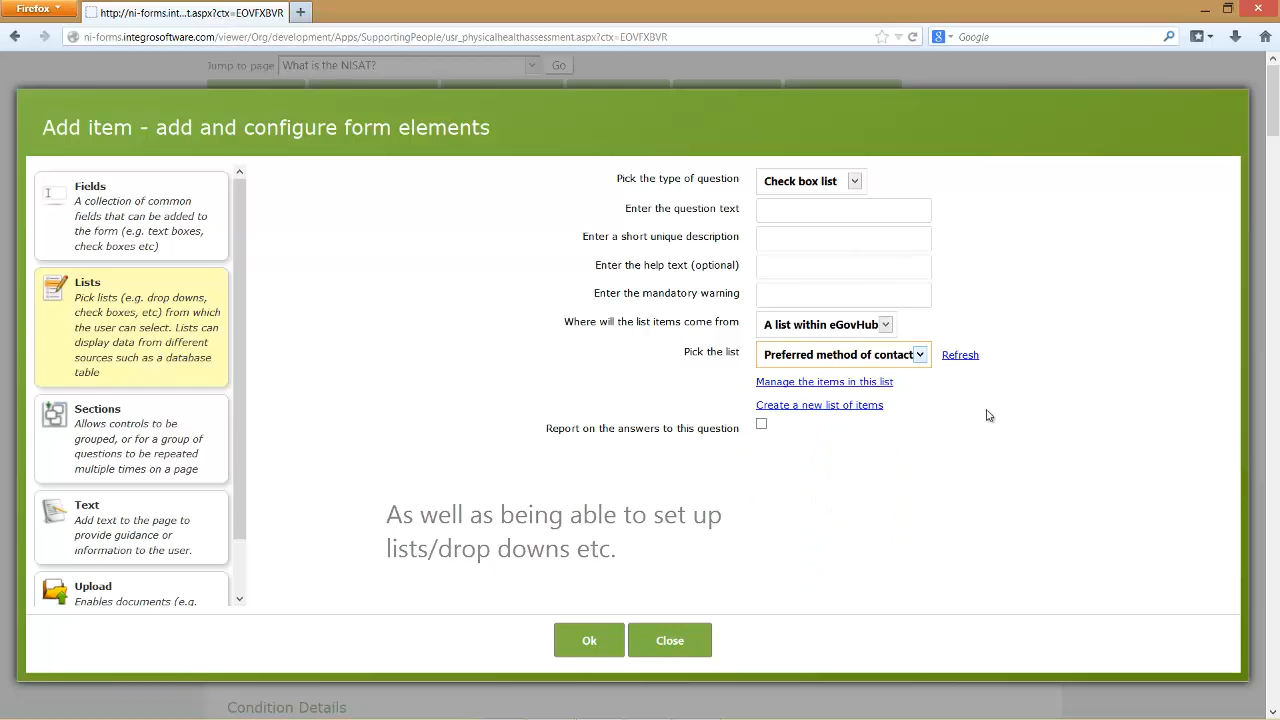 Firefox
http://ni-forms.int...t.aspx?ctx=EOVFXBVR
ni-forms.integrosoftware.com/viewer/Org/development/Apps/SupportingPeople/usr_physicalhealthassessment.aspx?ctx=EOVFXBVR
Google
Jump to page What is the NISAT? Go
Add item - add and configure form elements
Fields
A collection of common
fields that can be added to
the form (e.g. text boxes,
check boxes etc)
Lists
Pick lists (e.g. drop downs,
check boxes, etc) from which
the user can select. Lists can
display data from different
sources such as a database
table
Sections
Allows controls to be
grouped, or for a group of
questions to be repeated
multiple times on a page
Text
Add text to the page to
provide guidance or
information to the user.
Upload
Enables documents (e.g.
Pick the type of question Check box list
Enter the question text
Enter a short unique description
Enter the help text (optional)
Enter the mandatory warning
Where will the list items come from A list within eGovHub
Pick the list Preferred method of contact Refresh
Manage the items in this list
Create a new list of items
Report on the answers to this question
As well as being able to set up
lists/drop downs etc.
Ok Close
Condition Details